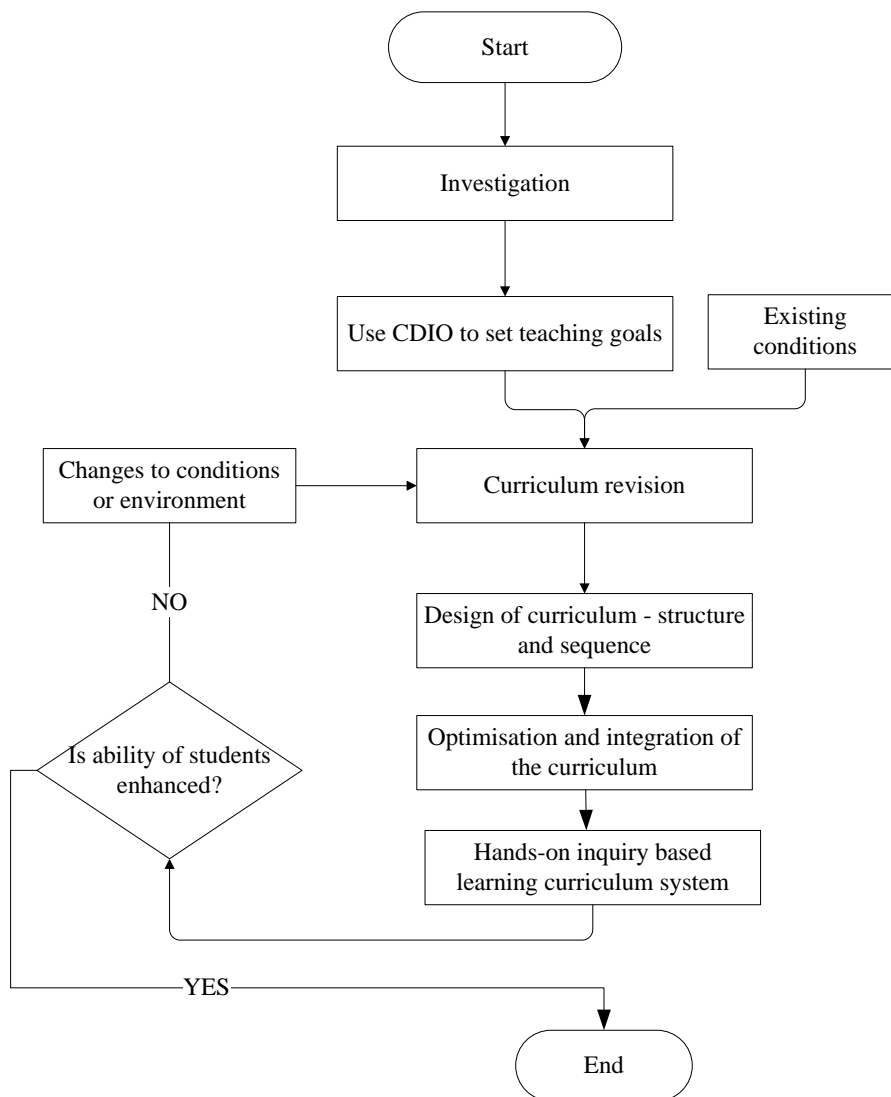 Start
Investigation
Use CDIO to set teaching goals
Existing
conditions
Changes to conditions
or environment
Curriculum revision
NO
Design of curriculum - structure
and sequence
Is ability of students
enhanced?
Optimisation and integration of
the curriculum
Hands-on inquiry based
learning curriculum system
YES
End